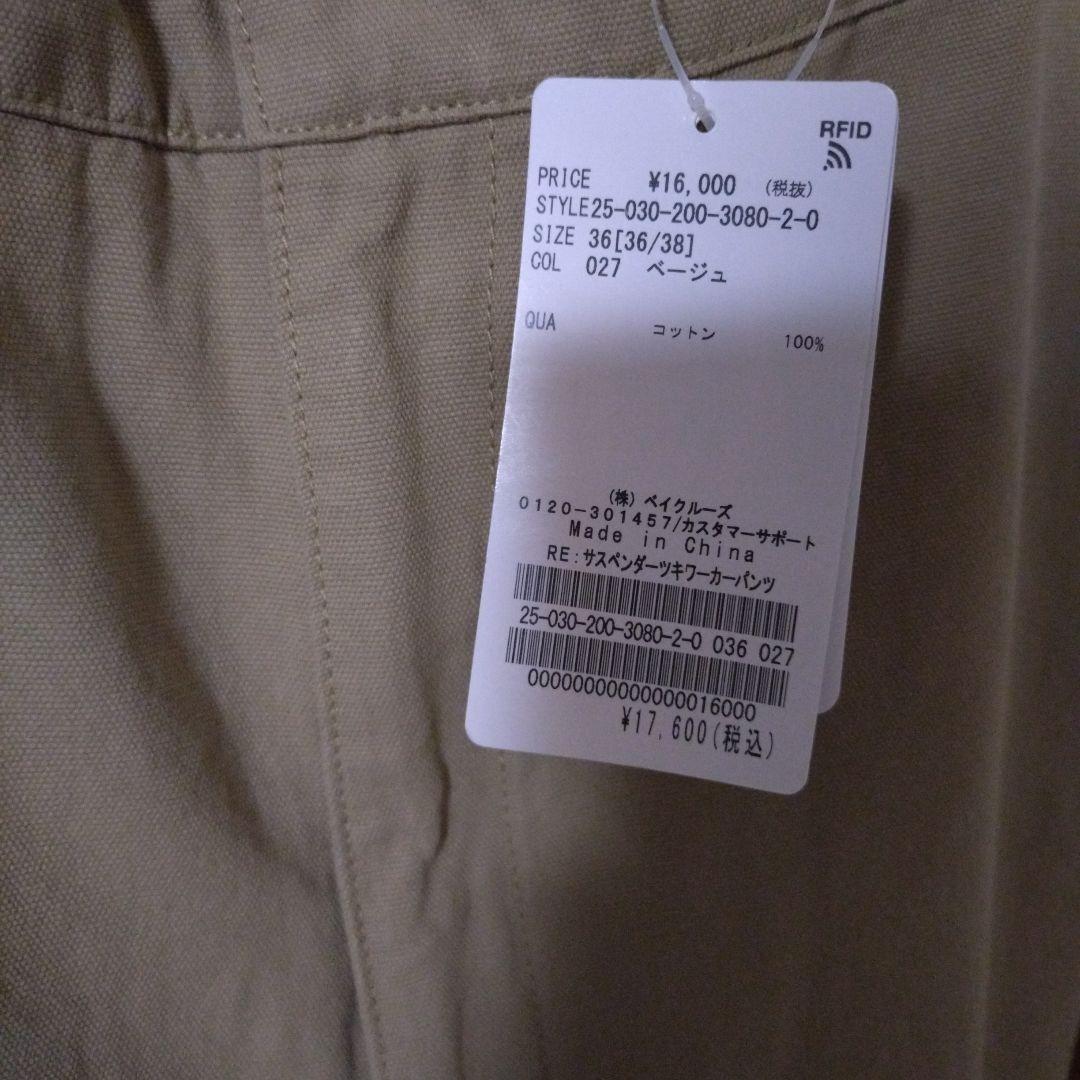 RFID
PRICE ¥16,000 (税抜)
STYLE25-030-200-3080-2-0
SIZE 36[36/38]
COL 027 ベージュ
QUA コットン 100%
(株) ベイクルーズ
0120-301457/カスタマーサポート
Made in China
RE:サスペンダーツキワーカーパンツ
25-030-200-3080-2-0 036 027
00000000000000016000
¥17,600(税込)